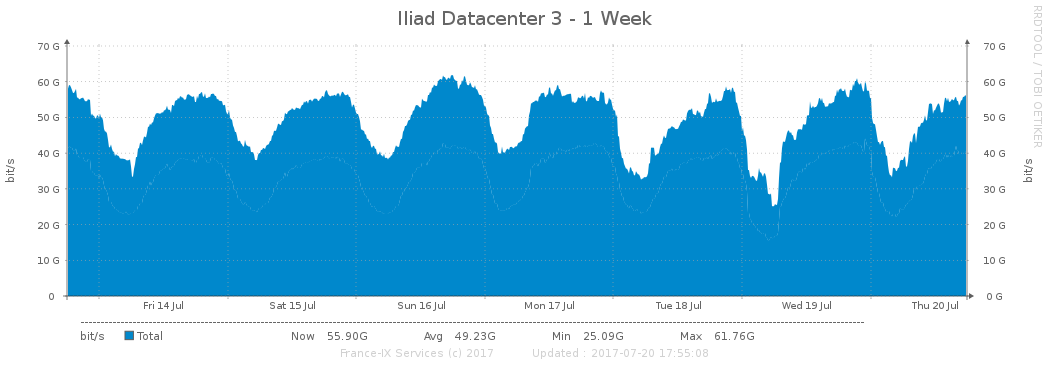 Iliad Datacenter 3 - 1 Week
RRDTOOL / TOBI OETIKER
bit/s
bit/s
70 G 70 G
60 G 60 G
50 G 50 G
40 G 40 G
30 G 30 G
20 G 20 G
10 G 10 G
0 0 G
Fri 14 Jul Sat 15 Jul Sun 16 Jul Mon 17 Jul Tue 18 Jul Wed 19 Jul Thu 20 Jul
bit/s Total Now 55.90G Avg 49.23G Min 25.09G Max 61.76G
France-IX Services (c) 2017 Updated : 2017-07-20 17:55:08